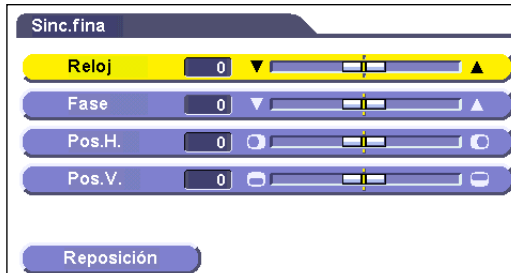 Sinc.fina
Reloj 0
Fase 0
Pos.H. 0
Pos.V. 0
Reposición